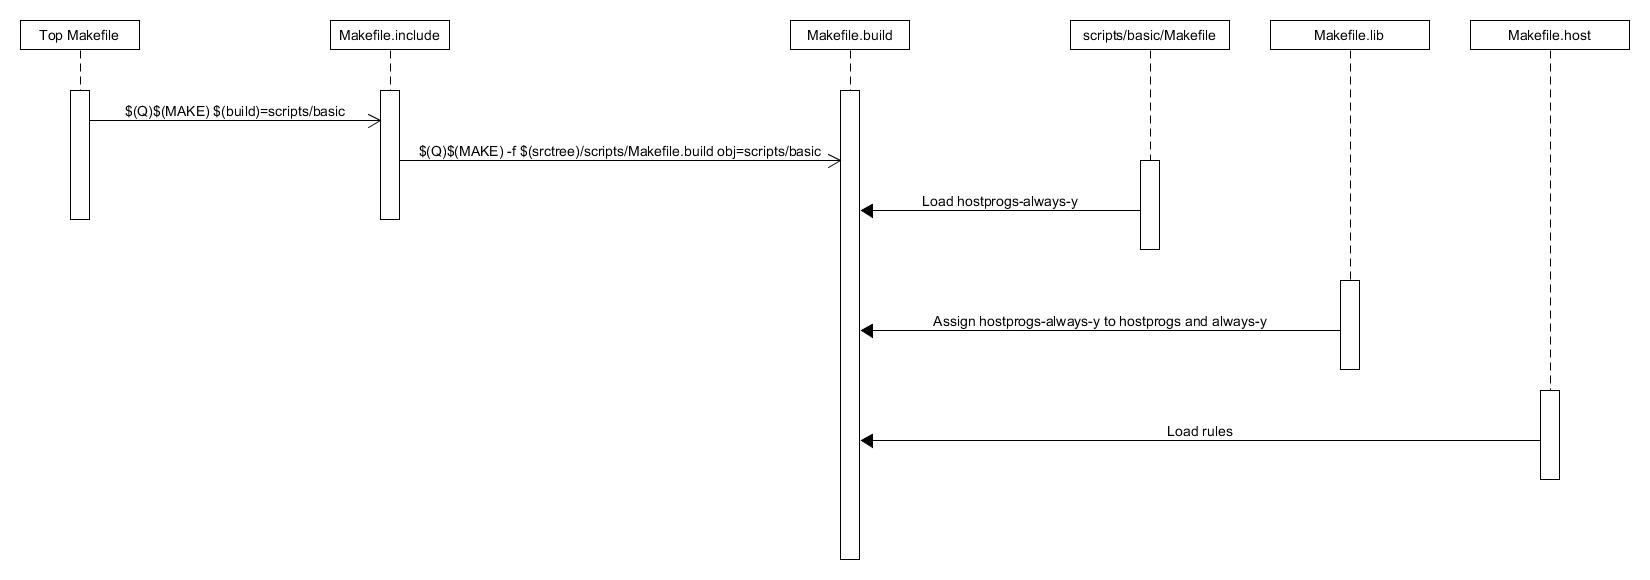 Top Makefile
Makefile.include
Makefile.build
scripts/basic/Makefile
Makefile.lib
Makefile.host
$(Q)$(MAKE) $(build)=scripts/basic
$(Q)$(MAKE) -f $(srctree)/scripts/Makefile.build obj=scripts/basic
Load hostprogs-always-y
Assign hostprogs-always-y to hostprogs and always-y
Load rules